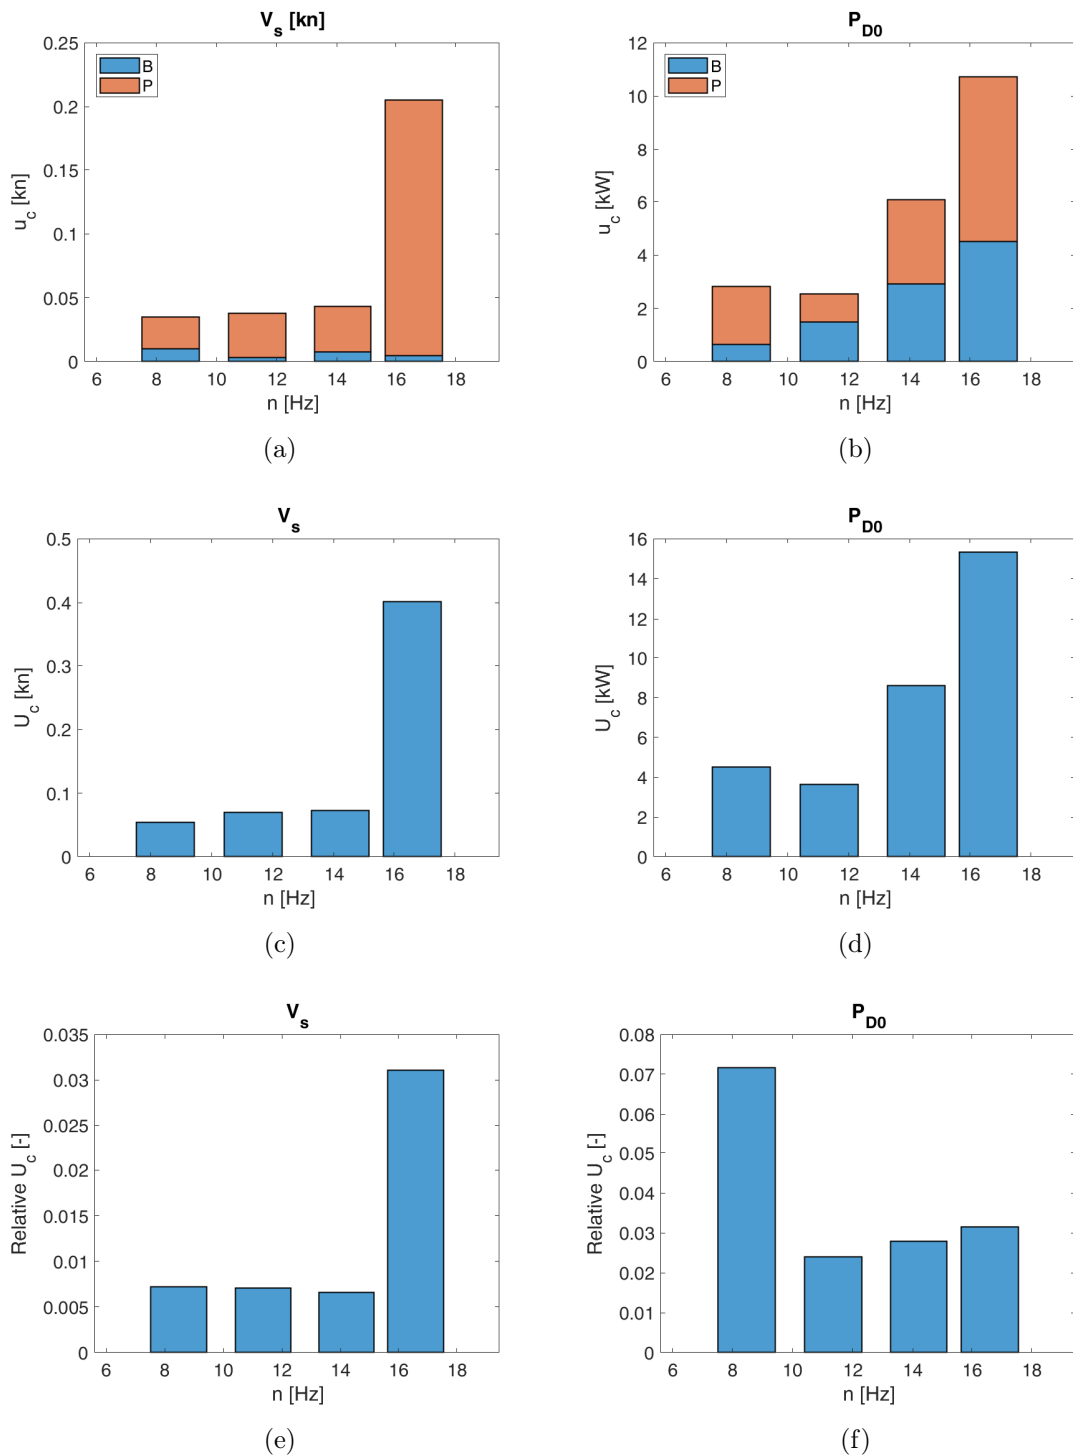 V_s [kn]
0.25
0.2
0.15
0.1
0.05
0
u_c [kn]
B
P
6 8 10 12 14 16 18
n [Hz]
(a)
P_D0
12
10
8
6
4
2
0
u_c [kW]
B
P
6 8 10 12 14 16 18
n [Hz]
(b)
V_s
0.5
0.4
0.3
0.2
0.1
0
U_c [kn]
6 8 10 12 14 16 18
n [Hz]
(c)
P_D0
16
14
12
10
8
6
4
2
0
U_c [kW]
6 8 10 12 14 16 18
n [Hz]
(d)
V_s
0.035
0.03
0.025
0.02
0.015
0.01
0.005
0
Relative U_c [-]
6 8 10 12 14 16 18
n [Hz]
(e)
P_D0
0.08
0.07
0.06
0.05
0.04
0.03
0.02
0.01
0
Relative U_c [-]
6 8 10 12 14 16 18
n [Hz]
(f)